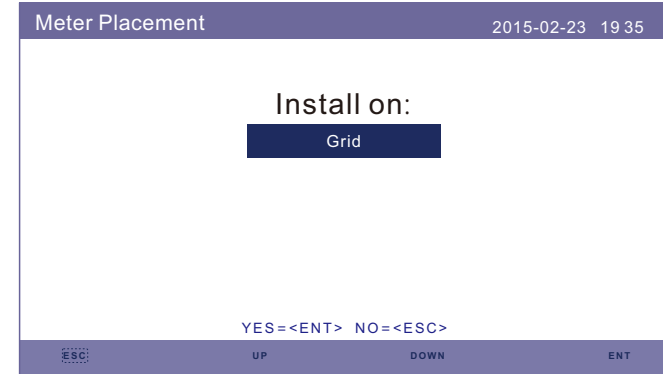 Meter Placement 2015-02-23 19 35
Install on:
Grid
YES=<ENT> NO=<ESC>
ESC UP DOWN ENT